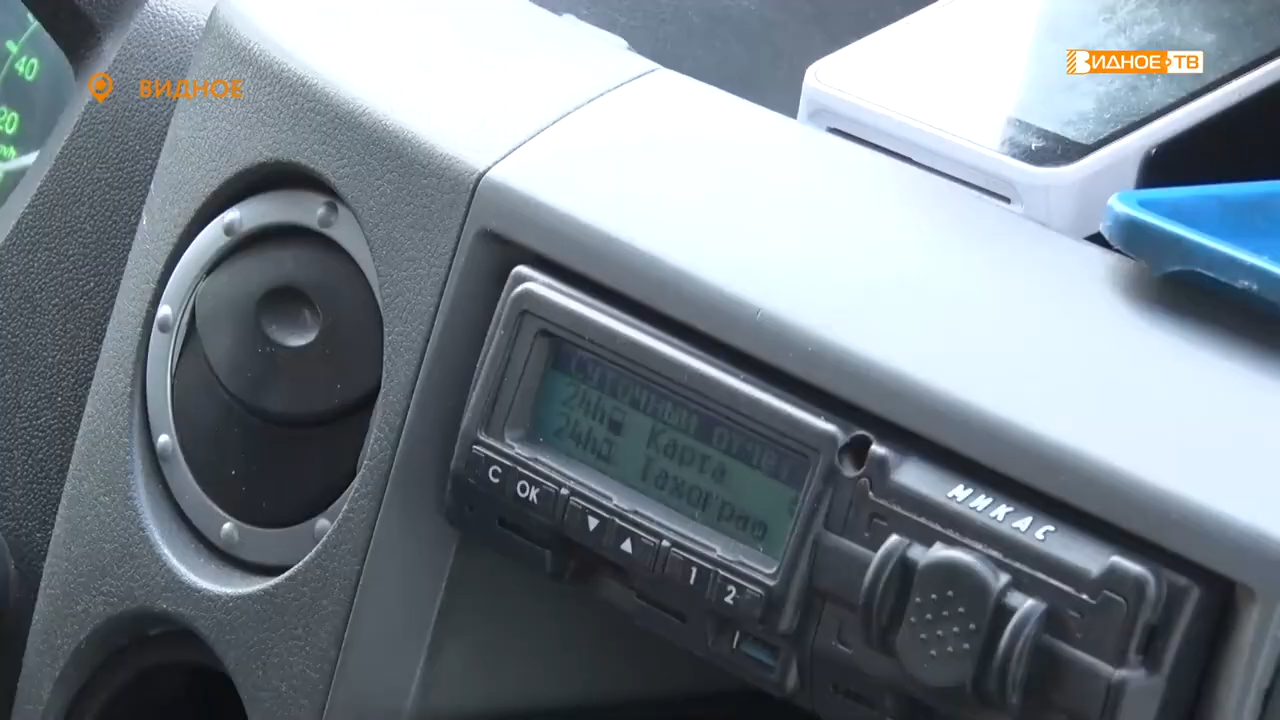 40
20
ВИДНОЕ
ВИДНОЕ ТВ
Суточный отчет
24h Карта
24h Тахограф
C OK ▼ ▲ 1 2
МИКАС